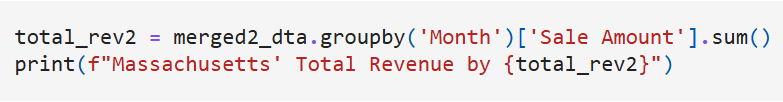 total_rev2 = merged2_dta.groupby('Month')['Sale Amount'].sum()
print(f"Massachusetts' Total Revenue by {total_rev2}")